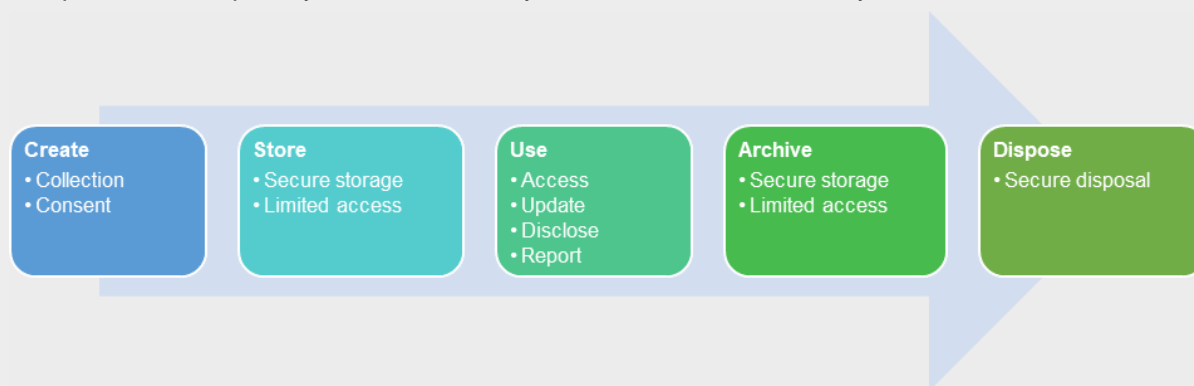 Create
• Collection
• Consent
Store
• Secure storage
• Limited access
Use
• Access
• Update
• Disclose
• Report
Archive
• Secure storage
• Limited access
Dispose
• Secure disposal